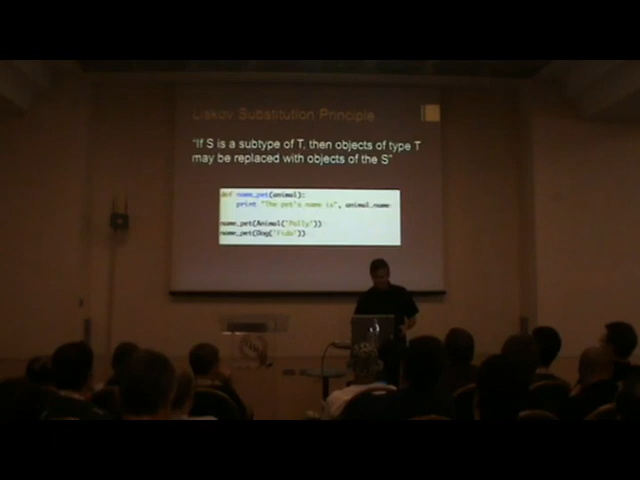 Liskov Substitution Principle
"If S is a subtype of T, then objects of type T
may be replaced with objects of the S"
def name_pet(animal):
print "The pet's name is", animal.name
name_pet(Animal('Polly'))
name_pet(Dog('Fido'))